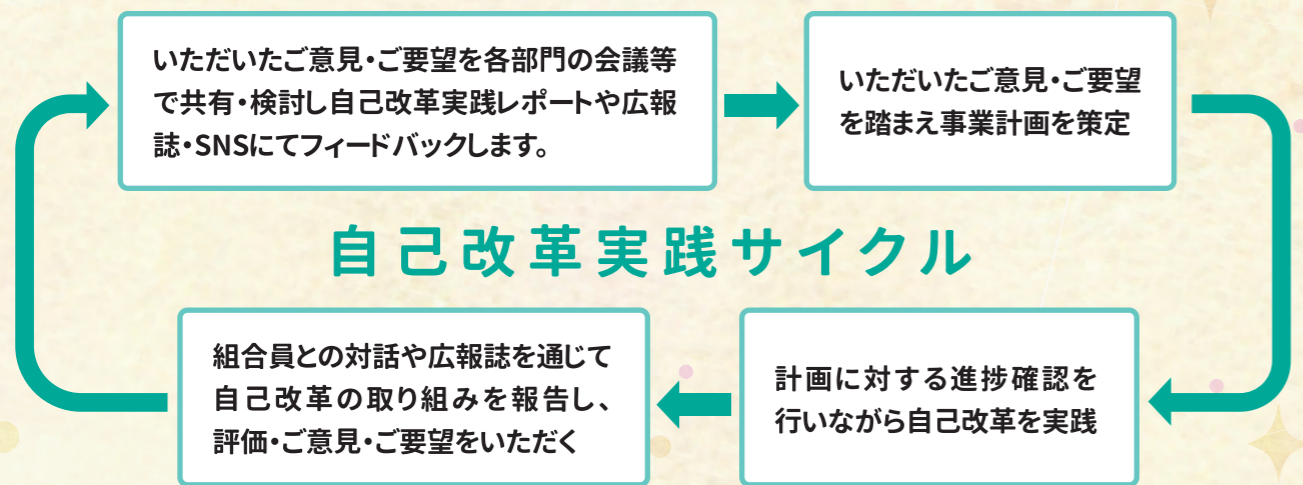 いただいたご意見・ご要望を各部門の会議等
で共有・検討し自己改革実践レポートや広報
誌・SNSにてフィードバックします。
いただいたご意見・ご要望
を踏まえ事業計画を策定
自己改革実践サイクル
組合員との対話や広報誌を通じて
自己改革の取り組みを報告し、
評価・ご意見・ご要望をいただく
計画に対する進捗確認を
行いながら自己改革を実践